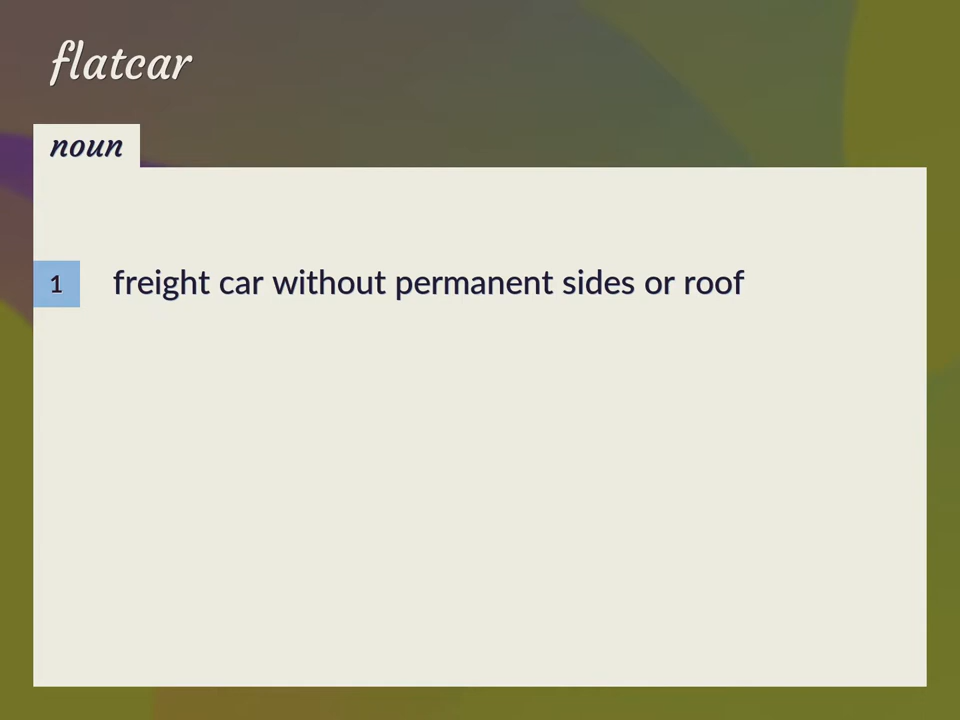 flatcar
noun
1 freight car without permanent sides or roof